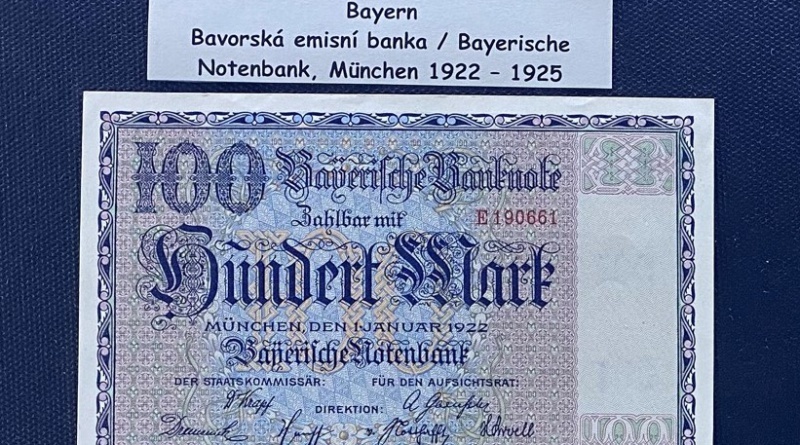 Bayern
Bavorská emisní banka / Bayerische
Notenbank, München 1922 – 1925
100 Bayerische Banknote
Zahlbar mit E·190661
Hundert Mark
MÜNCHEN, DEN 1.JANUAR 1922
Bayerische Notenbank
DER STAATSKOMMISSÄR: FÜR DEN AUFSICHTSRAT:
DIREKTION:
100